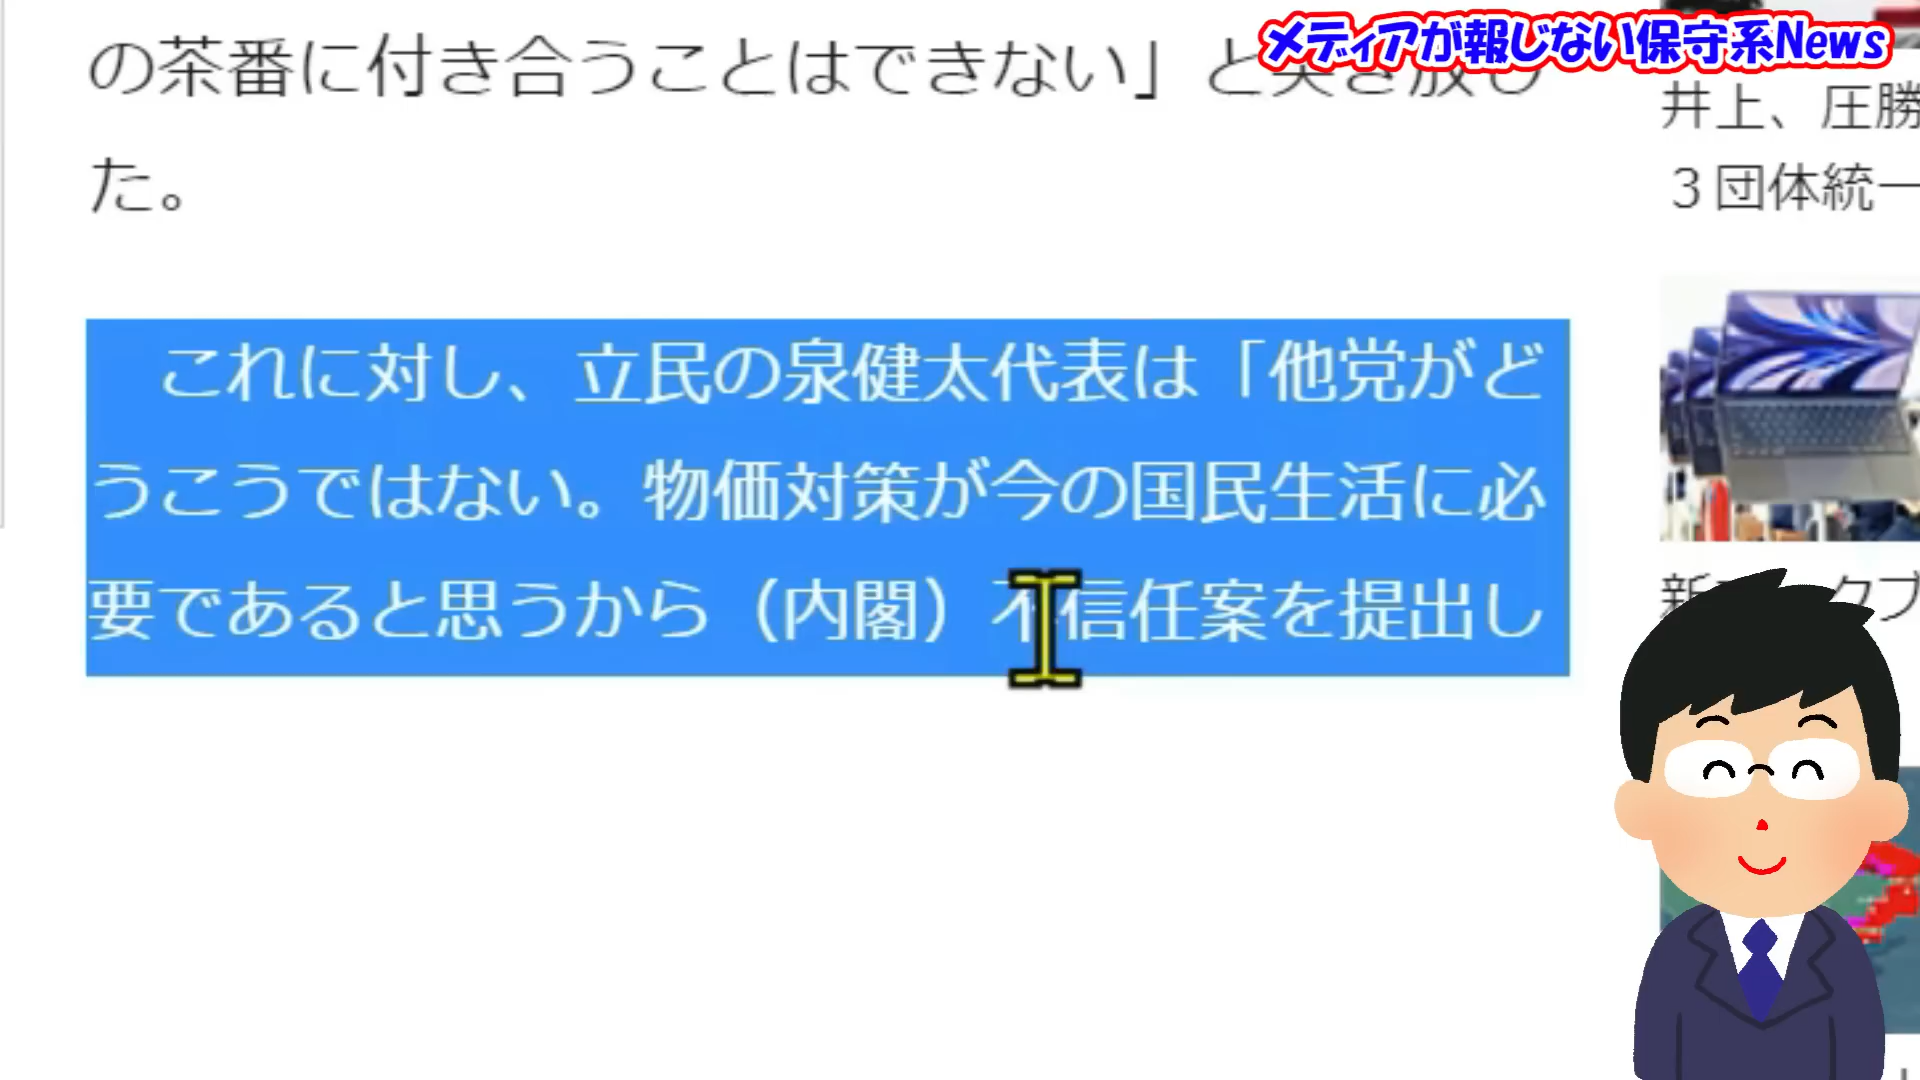 の茶番に付き合うことはできない」と突き放し
た。
これに対し、立民の泉健太代表は「他党がど
うこうではない。物価対策が今の国民生活に必
要であると思うから（内閣）不信任案を提出し
メディアが報じない保守系News
井上、圧勝
３団体統一
新